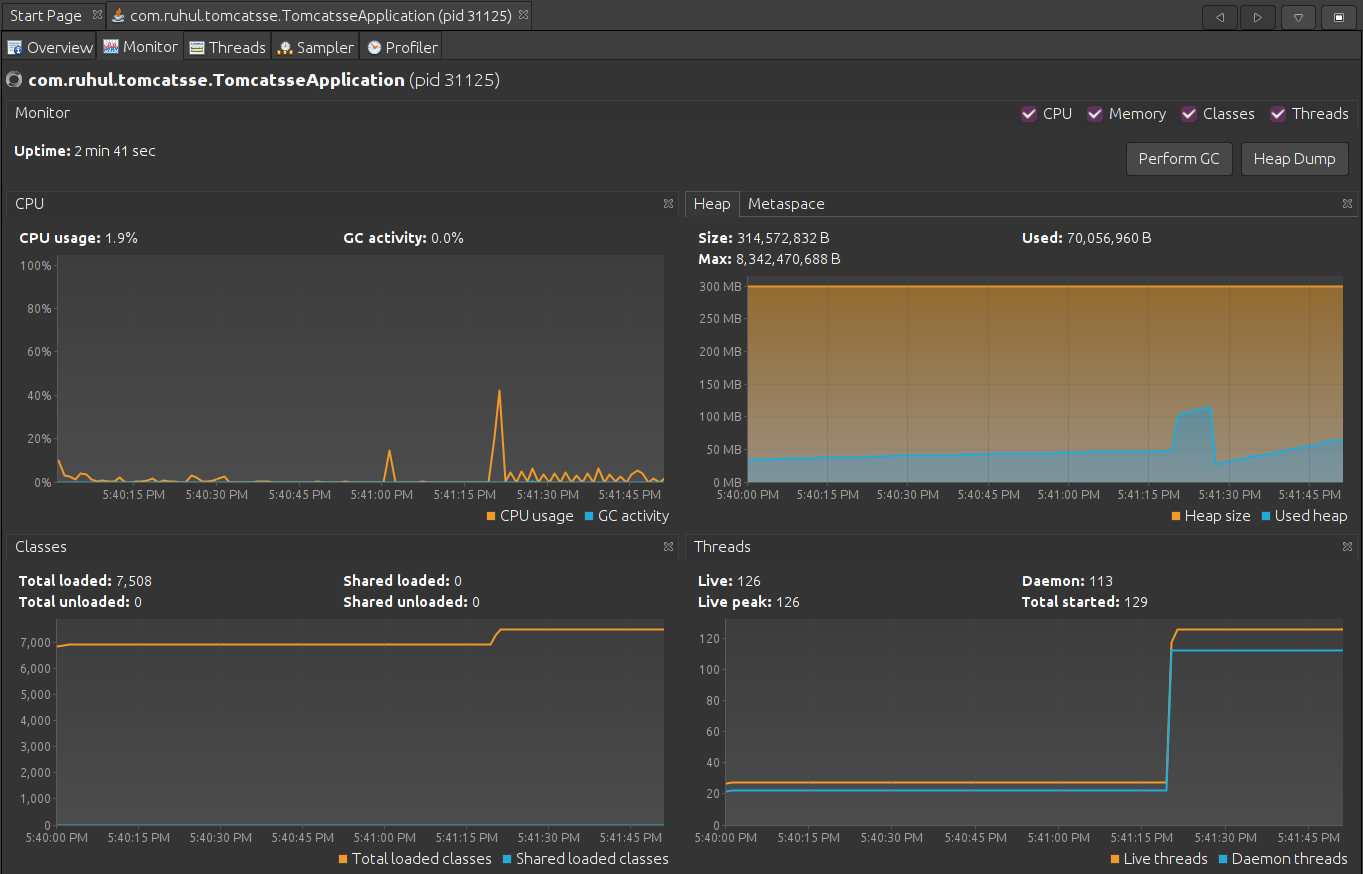 Start Page com.ruhul.tomcatsse.TomcatsseApplication (pid 31125)
Overview Monitor Threads Sampler Profiler
com.ruhul.tomcatsse.TomcatsseApplication (pid 31125)
Monitor CPU Memory Classes Threads
Uptime: 2 min 41 sec
Perform GC Heap Dump
CPU
CPU usage: 1.9% GC activity: 0.0%
100%
80%
60%
40%
20%
0%
5:40:15 PM 5:40:30 PM 5:40:45 PM 5:41:00 PM 5:41:15 PM 5:41:30 PM 5:41:45 PM
CPU usage GC activity
Heap Metaspace
Size: 314,572,832 B Used: 70,056,960 B
Max: 8,342,470,688 B
300 MB
250 MB
200 MB
150 MB
100 MB
50 MB
0 MB
5:40:00 PM 5:40:15 PM 5:40:30 PM 5:40:45 PM 5:41:00 PM 5:41:15 PM 5:41:30 PM 5:41:45 PM
Heap size Used heap
Classes
Total loaded: 7,508 Shared loaded: 0
Total unloaded: 0 Shared unloaded: 0
7,000
6,000
5,000
4,000
3,000
2,000
1,000
0
5:40:00 PM 5:40:15 PM 5:40:30 PM 5:40:45 PM 5:41:00 PM 5:41:15 PM 5:41:30 PM 5:41:45 PM
Total loaded classes Shared loaded classes
Threads
Live: 126 Daemon: 113
Live peak: 126 Total started: 129
120
100
80
60
40
20
0
5:40:00 PM 5:40:15 PM 5:40:30 PM 5:40:45 PM 5:41:00 PM 5:41:15 PM 5:41:30 PM 5:41:45 PM
Live threads Daemon threads